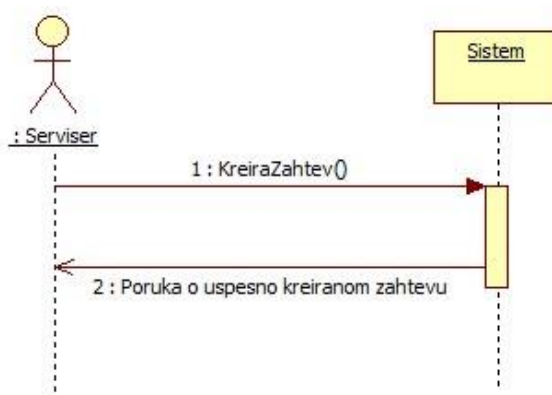 Sistem
: Serviser
1 : KreiraZahtev()
2 : Poruka o uspesno kreiranom zahtevu